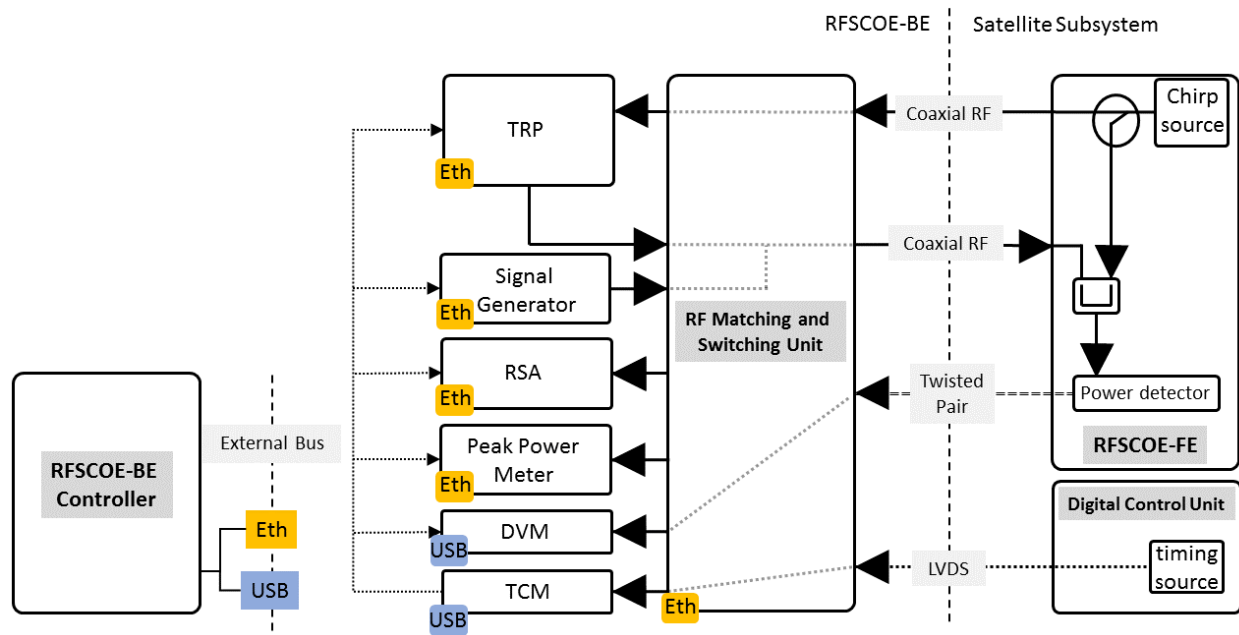 RFSCOE-BE
Satellite Subsystem
TRP
Eth
Coaxial RF
Chirp
source
Coaxial RF
Signal
Generator
Eth
RF Matching and
Switching Unit
RSA
Eth
Twisted
Pair
Power detector
RFSCOE-FE
External Bus
Peak Power
Meter
Eth
RFSCOE-BE
Controller
Eth
USB
DVM
USB
TCM
USB
Eth
LVDS
Digital Control Unit
timing
source